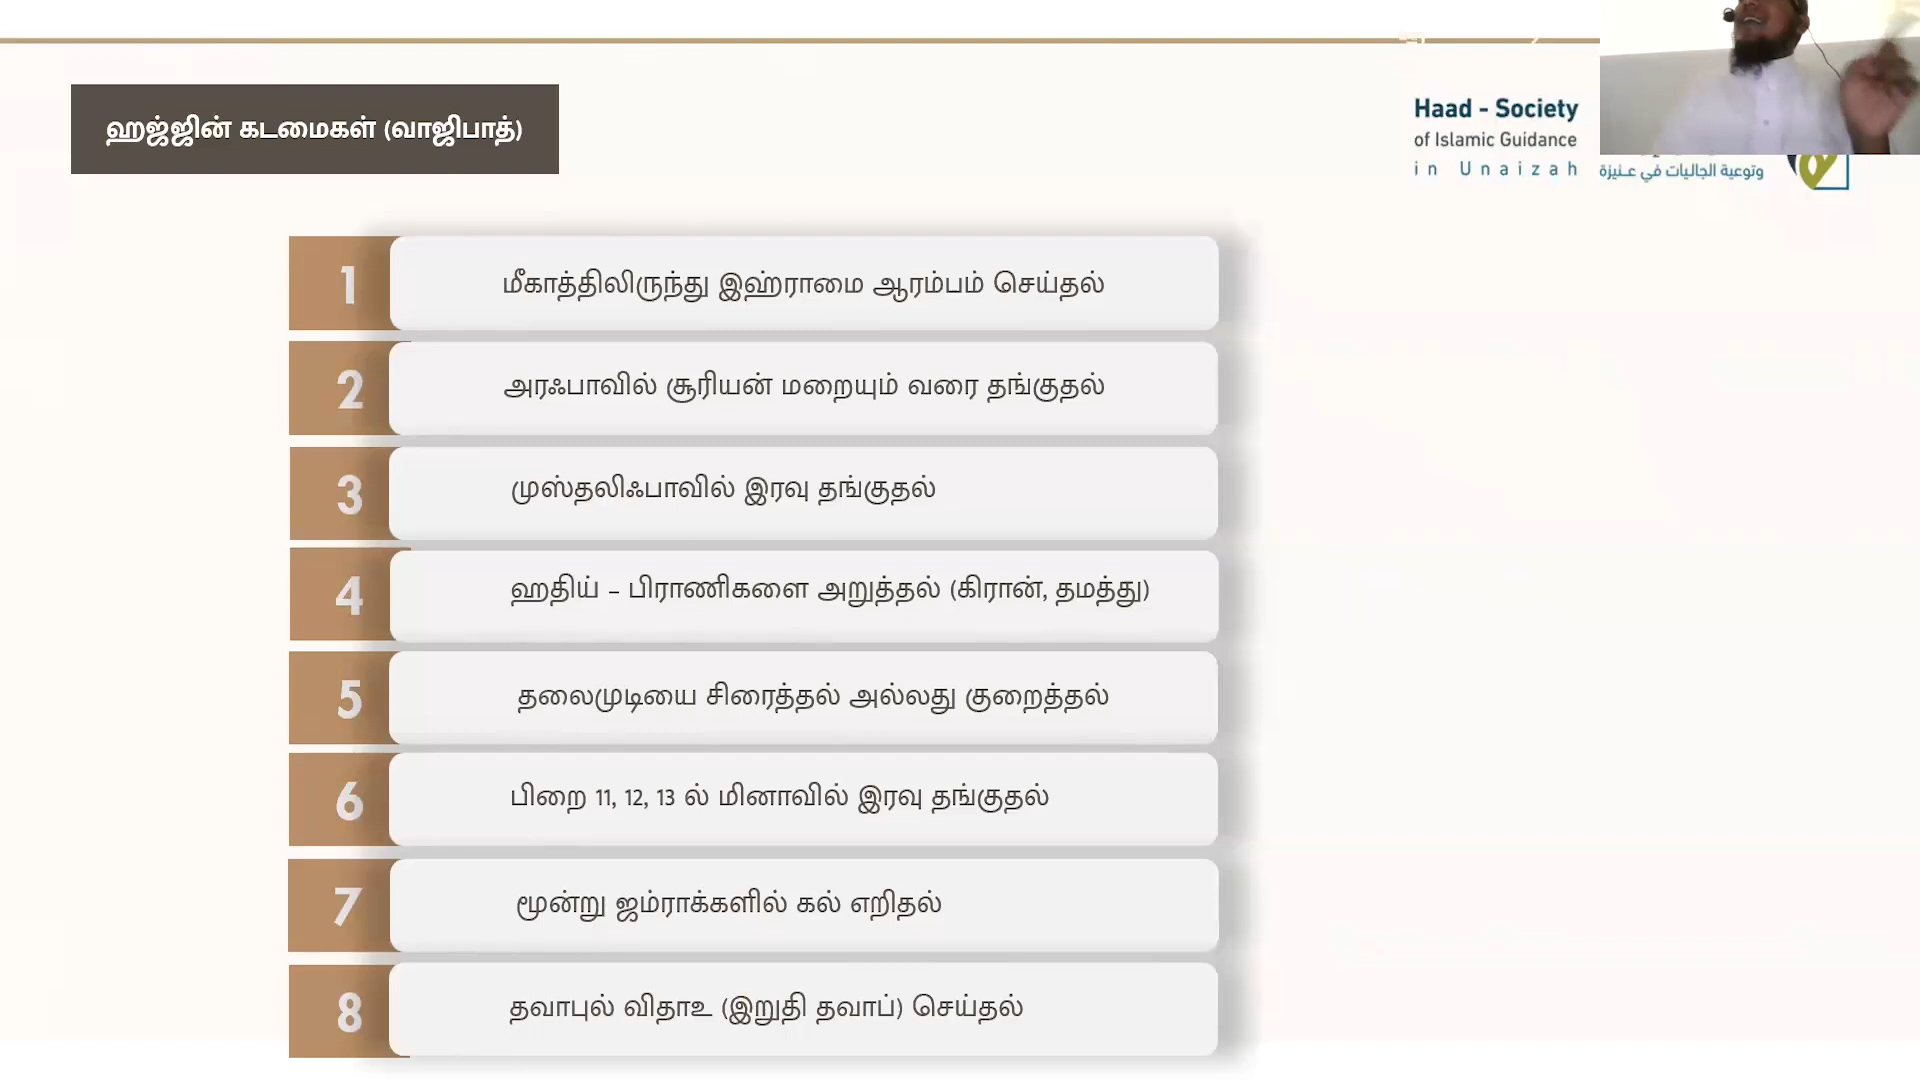 ஹஜ்ஜின் கடமைகள் (வாஜிபாத்)
Haad - Society
of Islamic Guidance
in Unaizah
وتوعية الجاليات في عنيزة
1 மீகாத்திலிருந்து இஹ்ராமை ஆரம்பம் செய்தல்
2 அரஃபாவில் சூரியன் மறையும் வரை தங்குதல்
3 முஸ்தலிஃபாவில் இரவு தங்குதல்
4 ஹதிய் – பிராணிகளை அறுத்தல் (கிரான், தமத்து)
5 தலைமுடியை சிரைத்தல் அல்லது குறைத்தல்
6 பிறை 11, 12, 13 ல் மினாவில் இரவு தங்குதல்
7 மூன்று ஜம்ராக்களில் கல் எறிதல்
8 தவாபுல் விதாஉ (இறுதி தவாப்) செய்தல்